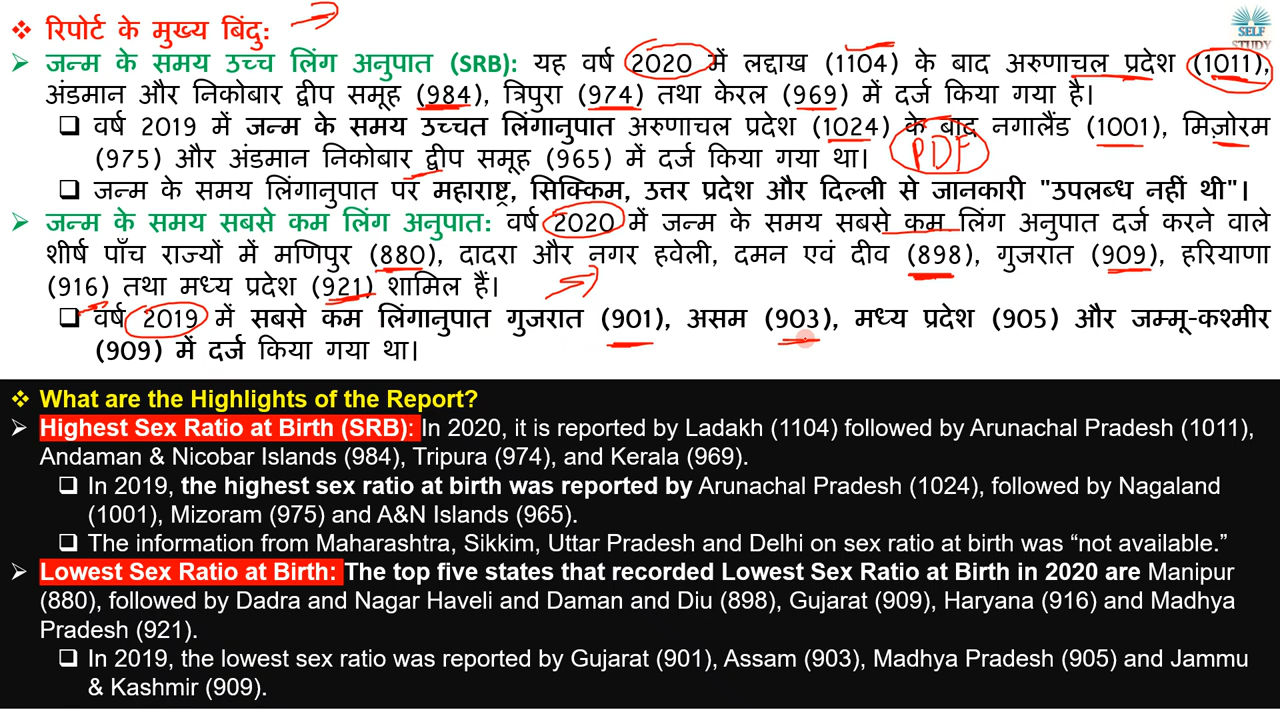 ❖ रिपोर्ट के मुख्य बिंदु:
SELF
STUDY
➢ जन्म के समय उच्च लिंग अनुपात (SRB): यह वर्ष 2020 में लद्दाख (1104) के बाद अरुणाचल प्रदेश (1011),
अंडमान और निकोबार द्वीप समूह (984), त्रिपुरा (974) तथा केरल (969) में दर्ज किया गया है।
❑ वर्ष 2019 में जन्म के समय उच्चत लिंगानुपात अरुणाचल प्रदेश (1024) के बाद नगालैंड (1001), मिज़ोरम
(975) और अंडमान निकोबार द्वीप समूह (965) में दर्ज किया गया था।
PDF
❑ जन्म के समय लिंगानुपात पर महाराष्ट्र, सिक्किम, उत्तर प्रदेश और दिल्ली से जानकारी "उपलब्ध नहीं थी"।
➢ जन्म के समय सबसे कम लिंग अनुपात: वर्ष 2020 में जन्म के समय सबसे कम लिंग अनुपात दर्ज करने वाले
शीर्ष पाँच राज्यों में मणिपुर (880), दादरा और नगर हवेली, दमन एवं दीव (898), गुजरात (909), हरियाणा
(916) तथा मध्य प्रदेश (921) शामिल हैं।
❑ वर्ष 2019 में सबसे कम लिंगानुपात गुजरात (901), असम (903), मध्य प्रदेश (905) और जम्मू-कश्मीर
(909) में दर्ज किया गया था।
❖ What are the Highlights of the Report?
➢ Highest Sex Ratio at Birth (SRB): In 2020, it is reported by Ladakh (1104) followed by Arunachal Pradesh (1011),
Andaman & Nicobar Islands (984), Tripura (974), and Kerala (969).
❑ In 2019, the highest sex ratio at birth was reported by Arunachal Pradesh (1024), followed by Nagaland
(1001), Mizoram (975) and A&N Islands (965).
❑ The information from Maharashtra, Sikkim, Uttar Pradesh and Delhi on sex ratio at birth was “not available.”
➢ Lowest Sex Ratio at Birth: The top five states that recorded Lowest Sex Ratio at Birth in 2020 are Manipur
(880), followed by Dadra and Nagar Haveli and Daman and Diu (898), Gujarat (909), Haryana (916) and Madhya
Pradesh (921).
❑ In 2019, the lowest sex ratio was reported by Gujarat (901), Assam (903), Madhya Pradesh (905) and Jammu
& Kashmir (909).